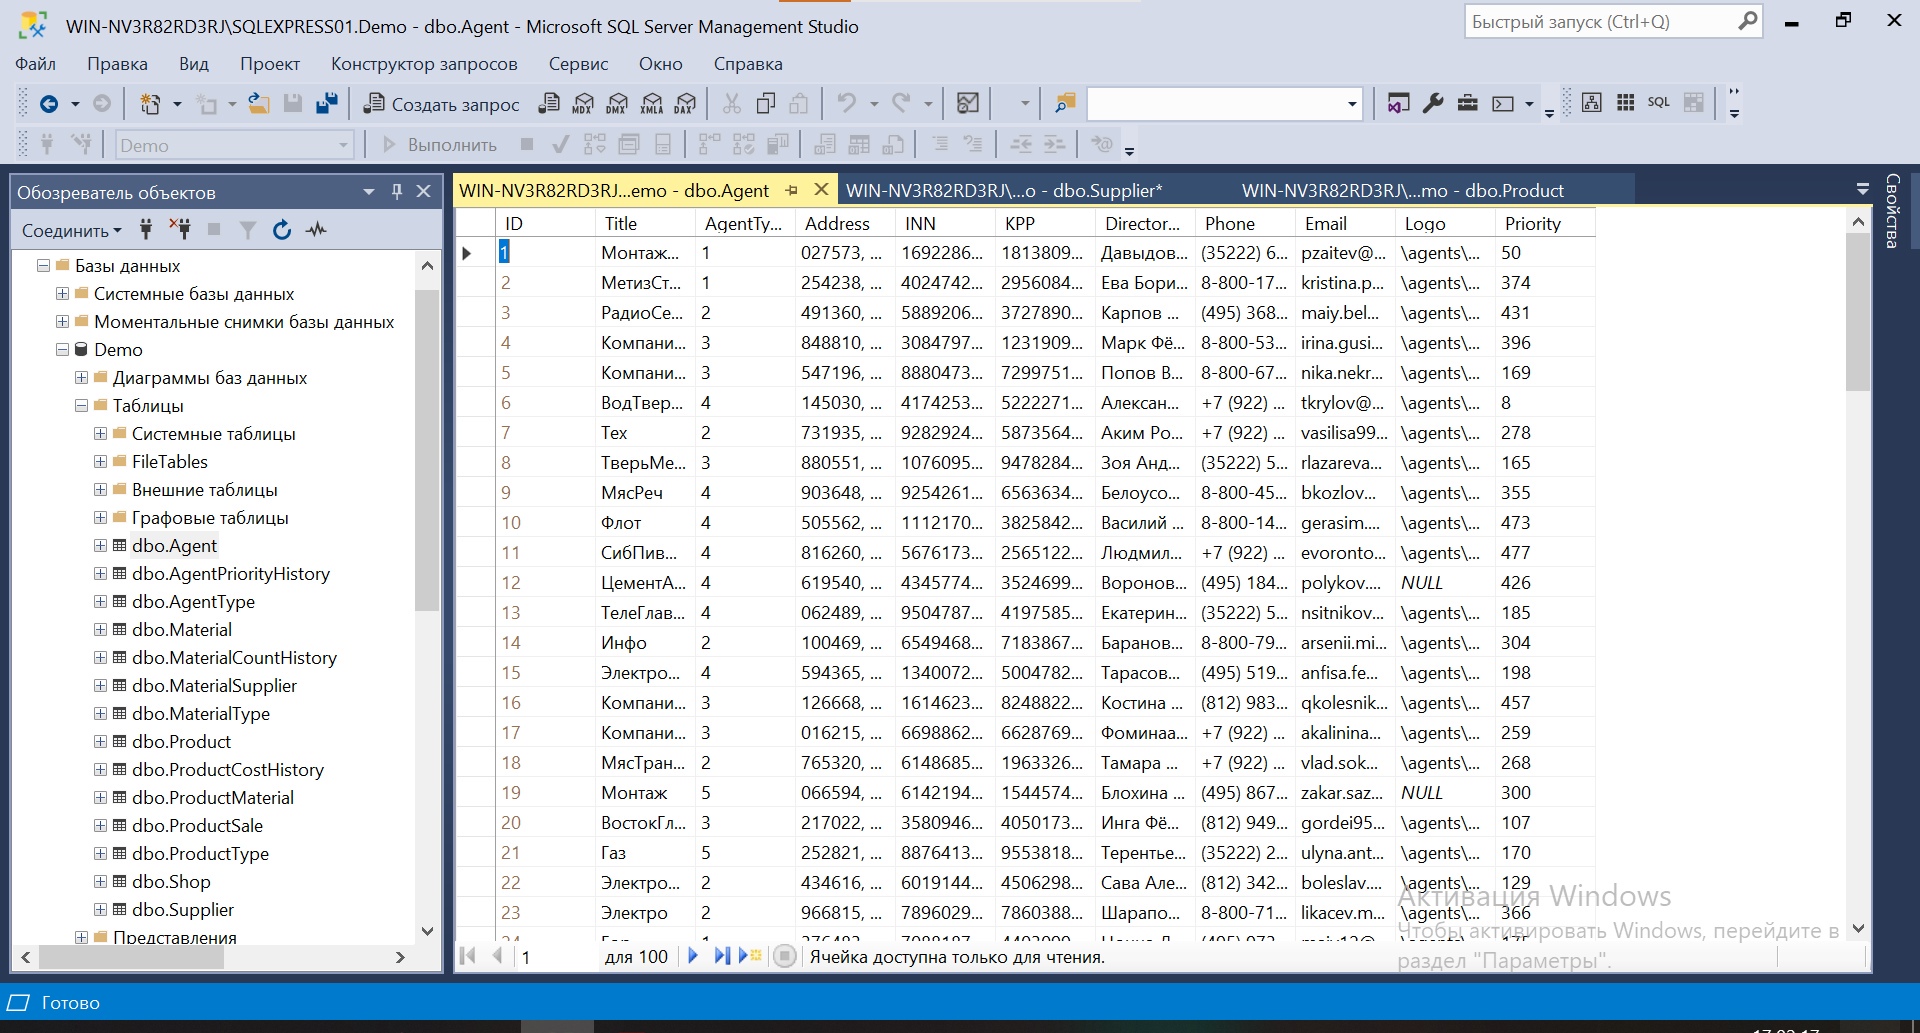 WIN-NV3R82RD3RJ\SQLEXPRESS01.Demo - dbo.Agent - Microsoft SQL Server Management Studio
Быстрый запуск (Ctrl+Q)
Файл Правка Вид Проект Конструктор запросов Сервис Окно Справка
Создать запрос MDX DMX XMLA DAX SQL
Demo Выполнить
Обозреватель объектов
Соединить
Базы данных
Системные базы данных
Моментальные снимки базы данных
Demo
Диаграммы баз данных
Таблицы
Системные таблицы
FileTables
Внешние таблицы
Графовые таблицы
dbo.Agent
dbo.AgentPriorityHistory
dbo.AgentType
dbo.Material
dbo.MaterialCountHistory
dbo.MaterialSupplier
dbo.MaterialType
dbo.Product
dbo.ProductCostHistory
dbo.ProductMaterial
dbo.ProductSale
dbo.ProductType
dbo.Shop
dbo.Supplier
Представления
WIN-NV3R82RD3RJ...emo - dbo.Agent WIN-NV3R82RD3RJ\...o - dbo.Supplier* WIN-NV3R82RD3RJ\...mo - dbo.Product
Свойства
ID Title AgentTy... Address INN KPP Director... Phone Email Logo Priority
1 Монтаж... 1 027573, ... 1692286... 1813809... Давыдов... (35222) 6... pzaitev@... \agents\... 50
2 МетизСт... 1 254238, ... 4024742... 2956084... Ева Бори... 8-800-17... kristina.p... \agents\... 374
3 РадиоСе... 2 491360, ... 5889206... 3727890... Карпов ... (495) 368... maiy.bel... \agents\... 431
4 Компани... 3 848810, ... 3084797... 1231909... Марк Фё... 8-800-53... irina.gusi... \agents\... 396
5 Компани... 3 547196, ... 8880473... 7299751... Попов В... 8-800-67... nika.nekr... \agents\... 169
6 ВодТвер... 4 145030, ... 4174253... 5222271... Алексан... +7 (922) ... tkrylov@... \agents\... 8
7 Тех 2 731935, ... 9282924... 5873564... Аким Ро... +7 (922) ... vasilisa99... \agents\... 278
8 ТверьМе... 3 880551, ... 1076095... 9478284... Зоя Анд... (35222) 5... rlazareva... \agents\... 165
9 МясРеч 4 903648, ... 9254261... 6563634... Белоусо... 8-800-45... bkozlov... \agents\... 355
10 Флот 4 505562, ... 1112170... 3825842... Василий ... 8-800-14... gerasim.... \agents\... 473
11 СибПив... 4 816260, ... 5676173... 2565122... Людмил... +7 (922) ... evoronto... \agents\... 477
12 ЦементА... 4 619540, ... 4345774... 3524699... Воронов... (495) 184... polykov.... NULL 426
13 ТелеГлав... 4 062489, ... 9504787... 4197585... Екатерин... (35222) 5... nsitnikov... \agents\... 185
14 Инфо 2 100469, ... 6549468... 7183867... Баранов... 8-800-79... arsenii.mi... \agents\... 304
15 Электро... 4 594365, ... 1340072... 5004782... Тарасов... (495) 519... anfisa.fe... \agents\... 198
16 Компани... 3 126668, ... 1614623... 8248822... Костина ... (812) 983... qkolesnik... \agents\... 457
17 Компани... 3 016215, ... 6698862... 6628769... Фоминаа... +7 (922) ... akalinina... \agents\... 259
18 МясТран... 2 765320, ... 6148685... 1963326... Тамара ... +7 (922) ... vlad.sok... \agents\... 268
19 Монтаж 5 066594, ... 6142194... 1544574... Блохина ... (495) 867... zakar.saz... NULL 300
20 ВостокГл... 3 217022, ... 3580946... 4050173... Инга Фё... (812) 949... gordei95... \agents\... 107
21 Газ 5 252821, ... 8876413... 9553818... Терентье... (35222) 2... ulyna.ant... \agents\... 170
22 Электро... 2 434616, ... 6019144... 4506298... Сава Але... (812) 342... boleslav.... \agents\... 129
23 Электро 2 966815, ... 7896029... 7860388... Шарапо... 8-800-71... likacev.m... \agents\... 366
Активация Windows
Чтобы активировать Windows, перейдите в
раздел "Параметры".
1 для 100 Ячейка доступна только для чтения.
Готово